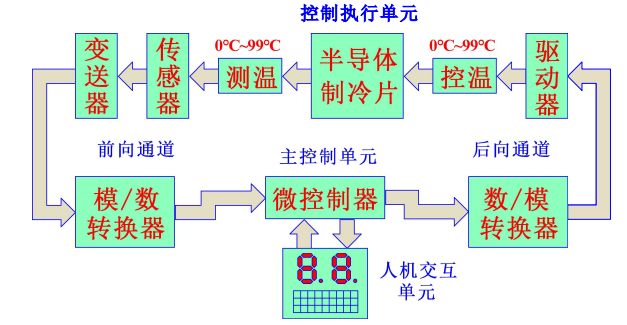 控制执行单元
变送器
传感器
0℃~99℃
测温
半导体
制冷片
0℃~99℃
控温
驱动器
前向通道
主控制单元
后向通道
模/数
转换器
微控制器
数/模
转换器
8.8.
人机交互
单元